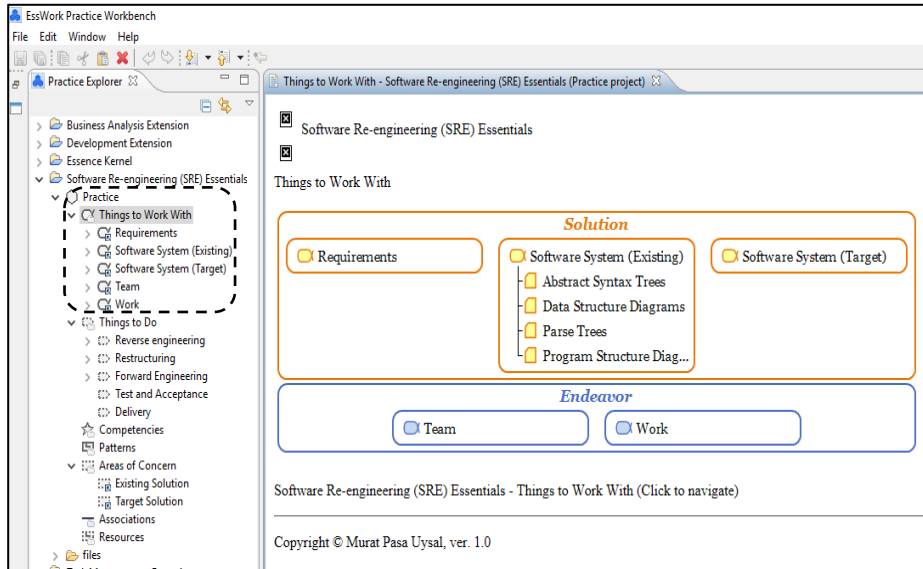 EssWork Practice Workbench
File Edit Window Help
Practice Explorer
Business Analysis Extension
Development Extension
Essence Kernel
Software Re-engineering (SRE) Essentials
Practice
Things to Work With
Requirements
Software System (Existing)
Software System (Target)
Team
Work
Things to Do
Reverse engineering
Restructuring
Forward Engineering
Test and Acceptance
Delivery
Competencies
Patterns
Areas of Concern
Existing Solution
Target Solution
Associations
Resources
files
Things to Work With - Software Re-engineering (SRE) Essentials (Practice project)
Software Re-engineering (SRE) Essentials
Things to Work With
Solution
Requirements
Software System (Existing)
Abstract Syntax Trees
Data Structure Diagrams
Parse Trees
Program Structure Diag...
Software System (Target)
Endeavor
Team
Work
Software Re-engineering (SRE) Essentials - Things to Work With (Click to navigate)
Copyright © Murat Pasa Uysal, ver. 1.0